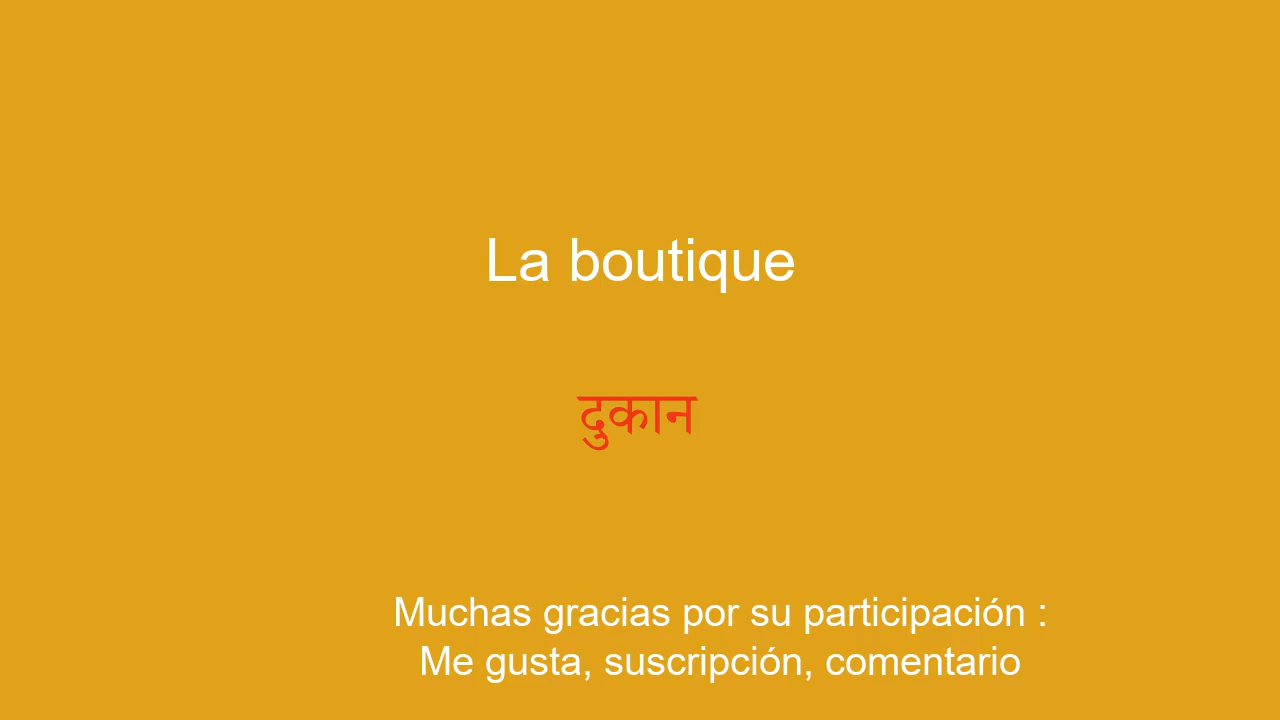 La boutique
दुकान
Muchas gracias por su participación :
Me gusta, suscripción, comentario